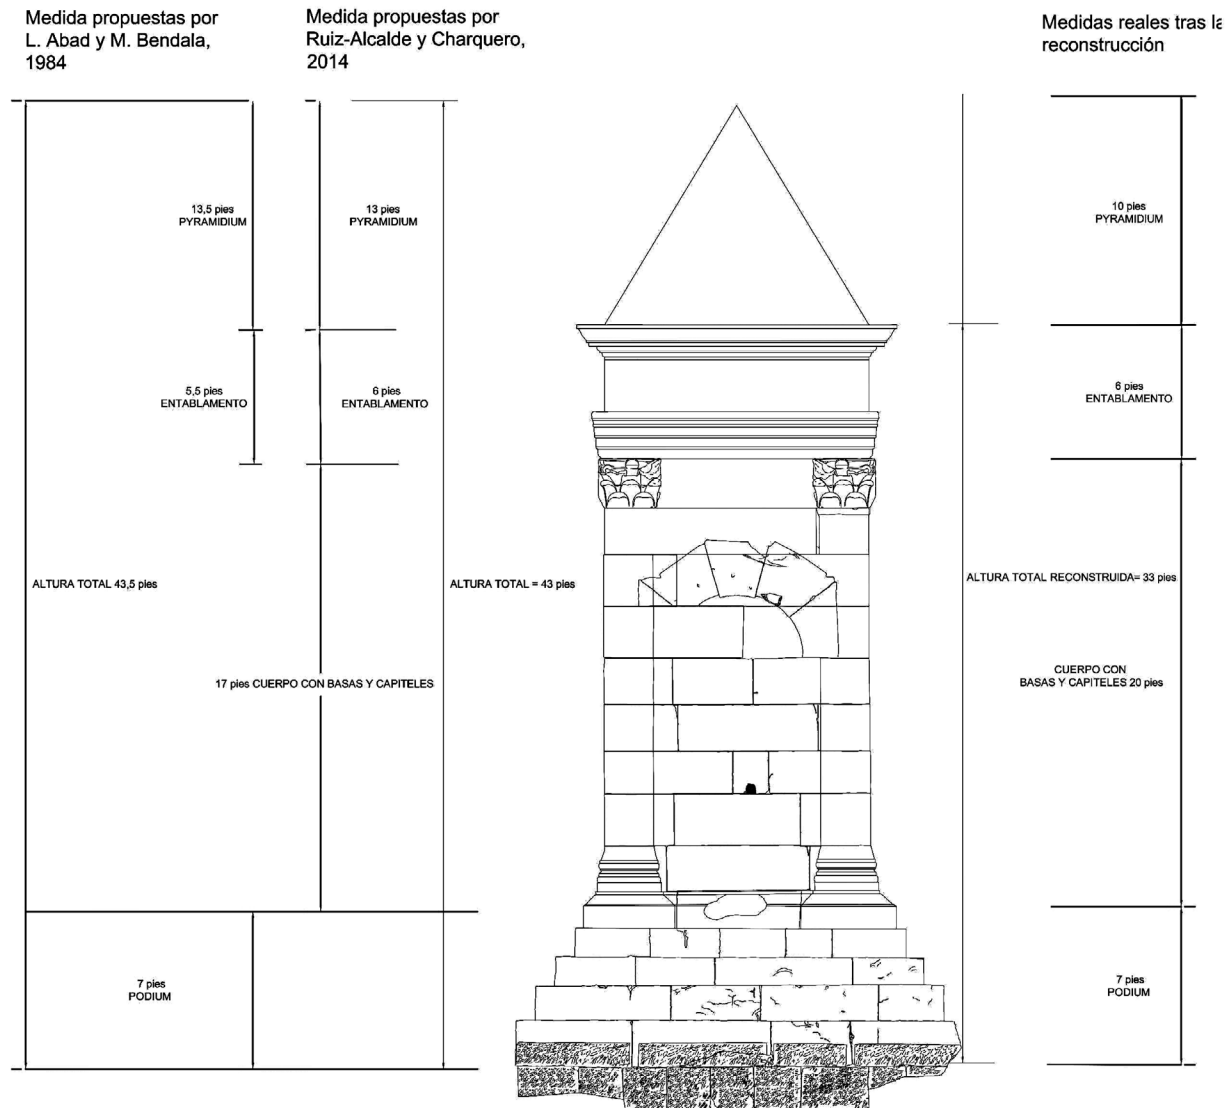 Medida propuestas por
L. Abad y M. Bendala,
1984
Medida propuestas por
Ruiz-Alcalde y Charquero,
2014
Medidas reales tras la
reconstrucción
13,5 pies
PYRAMIDIUM
13 pies
PYRAMIDIUM
10 pies
PYRAMIDIUM
5,5 pies
ENTABLAMENTO
6 pies
ENTABLAMENTO
6 pies
ENTABLAMENTO
ALTURA TOTAL 43,5 pies
ALTURA TOTAL = 43 pies
ALTURA TOTAL RECONSTRUIDA= 33 pies
17 pies CUERPO CON BASAS Y CAPITELES
CUERPO CON
BASAS Y CAPITELES 20 pies
7 pies
PODIUM
7 pies
PODIUM